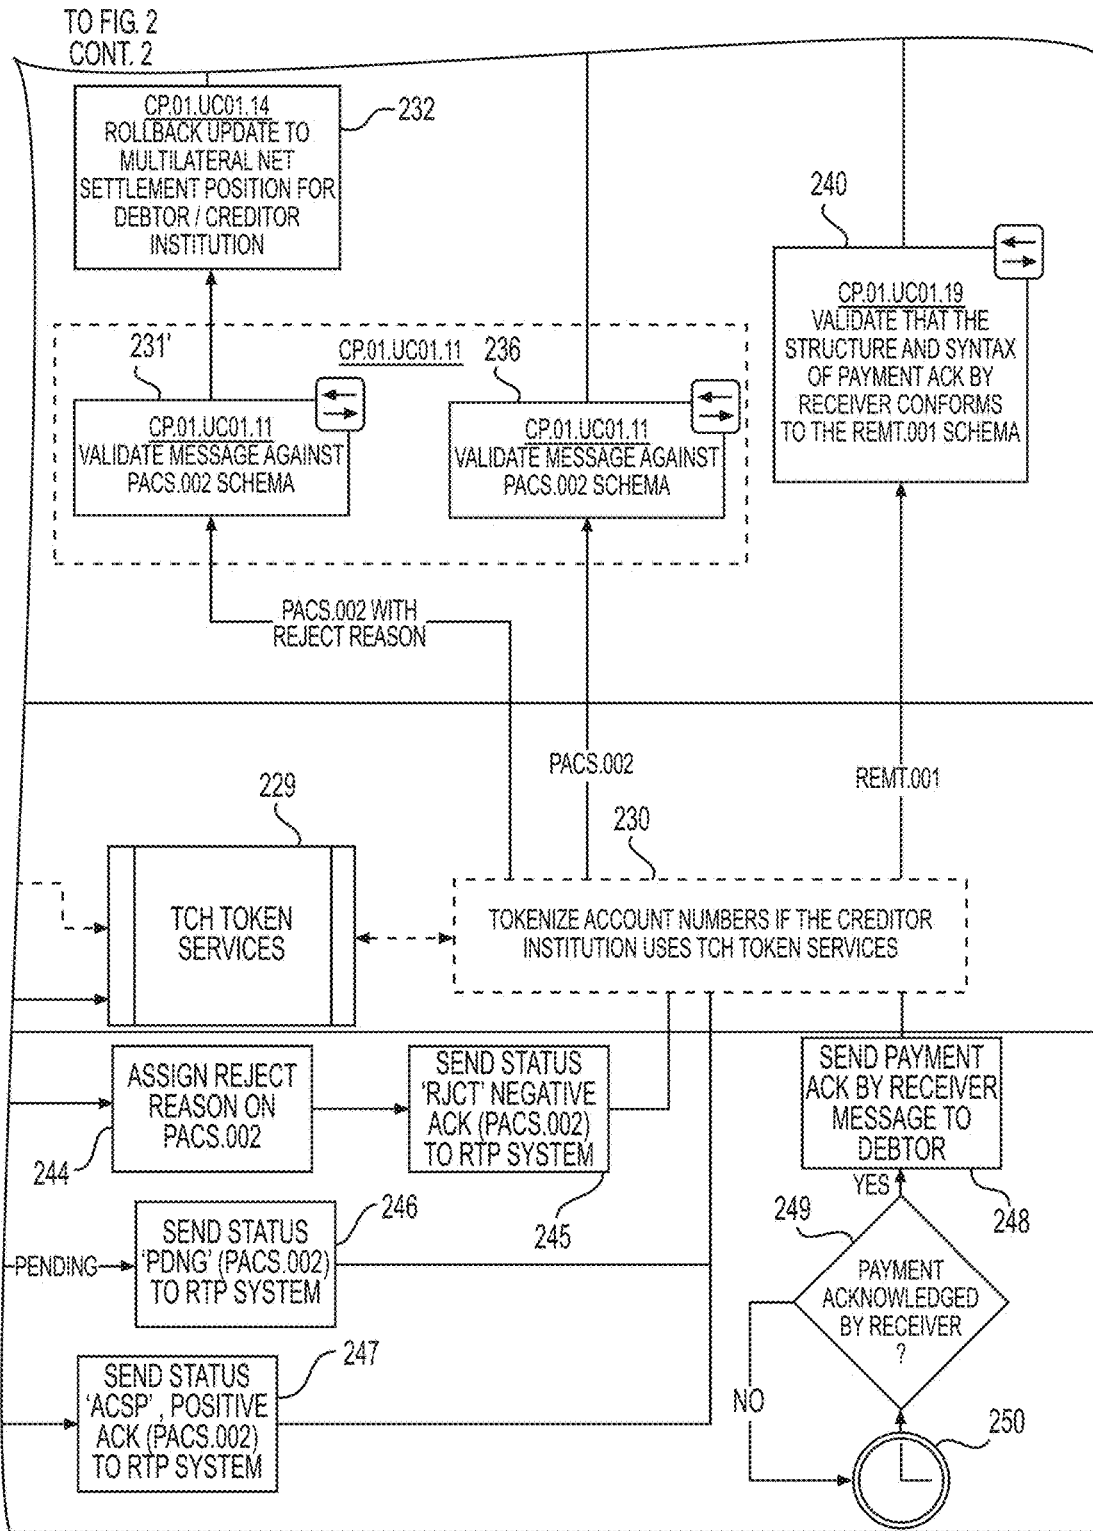 TO FIG. 2
CONT. 2
CP.01.UC01.14
ROLLBACK UPDATE TO
MULTILATERAL NET
SETTLEMENT POSITION FOR
DEBTOR / CREDITOR
INSTITUTION
232
240
CP.01.UC01.19
VALIDATE THAT THE
STRUCTURE AND SYNTAX
OF PAYMENT ACK BY
RECEIVER CONFORMS
TO THE REMT.001 SCHEMA
231'
CP.01.UC01.11
236
CP.01.UC01.11
VALIDATE MESSAGE AGAINST
PACS.002 SCHEMA
CP.01.UC01.11
VALIDATE MESSAGE AGAINST
PACS.002 SCHEMA
PACS.002 WITH
REJECT REASON
PACS.002
REMT.001
229
TCH TOKEN
SERVICES
230
TOKENIZE ACCOUNT NUMBERS IF THE CREDITOR
INSTITUTION USES TCH TOKEN SERVICES
ASSIGN REJECT
REASON ON
PACS.002
244
SEND STATUS
'RJCT' NEGATIVE
ACK (PACS.002)
TO RTP SYSTEM
245
SEND PAYMENT
ACK BY RECEIVER
MESSAGE TO
DEBTOR
248
YES
249
PENDING
SEND STATUS
'PDNG' (PACS.002)
TO RTP SYSTEM
246
PAYMENT
ACKNOWLEDGED
BY RECEIVER
?
NO
SEND STATUS
'ACSP' , POSITIVE
ACK (PACS.002)
TO RTP SYSTEM
247
250